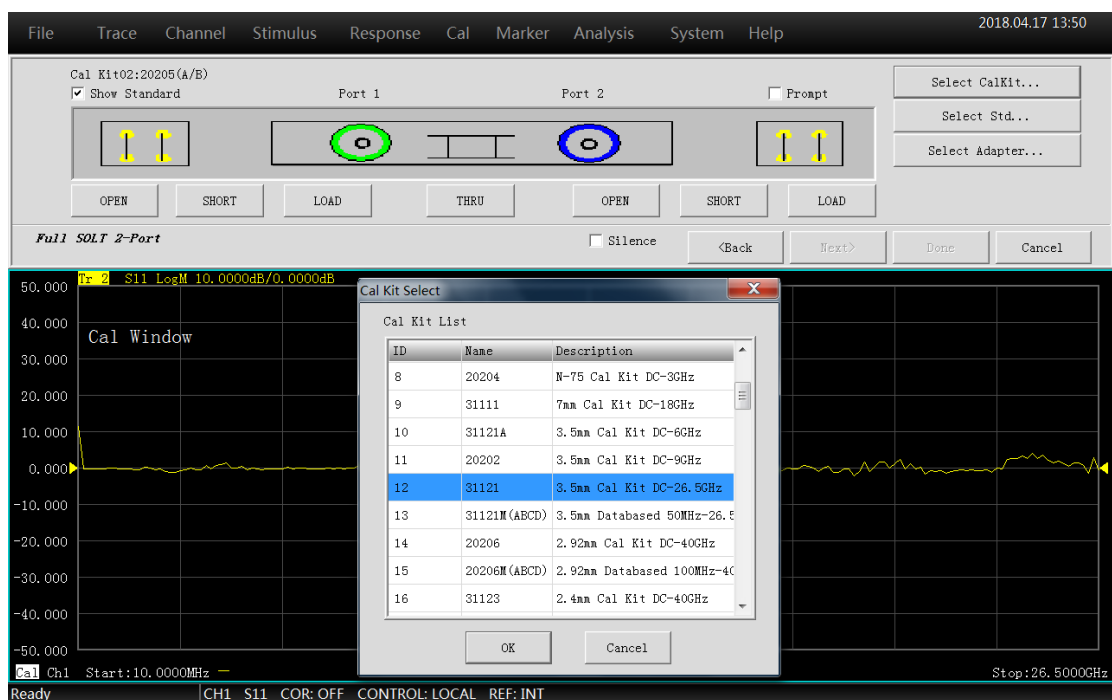 2018.04.17 13:50
File Trace Channel Stimulus Response Cal Marker Analysis System Help
Cal Kit02:20205(A/B)
Show Standard Port 1 Port 2 Prompt
Select CalKit...
Select Std...
Select Adapter...
OPEN SHORT LOAD THRU OPEN SHORT LOAD
Full SOLT 2-Port Silence <Back Next> Done Cancel
Tr 2 S11 LogM 10.0000dB/0.0000dB
50.000
40.000
30.000
20.000
10.000
0.000
-10.000
-20.000
-30.000
-40.000
-50.000
Cal Window
Cal Kit Select
Cal Kit List
ID Name Description
8 20204 N-75 Cal Kit DC-3GHz
9 31111 7mm Cal Kit DC-18GHz
10 31121A 3.5mm Cal Kit DC-6GHz
11 20202 3.5mm Cal Kit DC-9GHz
12 31121 3.5mm Cal Kit DC-26.5GHz
13 31121M(ABCD) 3.5mm Databased 50MHz-26.5
14 20206 2.92mm Cal Kit DC-40GHz
15 20206M(ABCD) 2.92mm Databased 100MHz-40
16 31123 2.4mm Cal Kit DC-40GHz
OK Cancel
Cal Ch1 Start:10.0000MHz Stop:26.5000GHz
Ready CH1 S11 COR: OFF CONTROL: LOCAL REF: INT